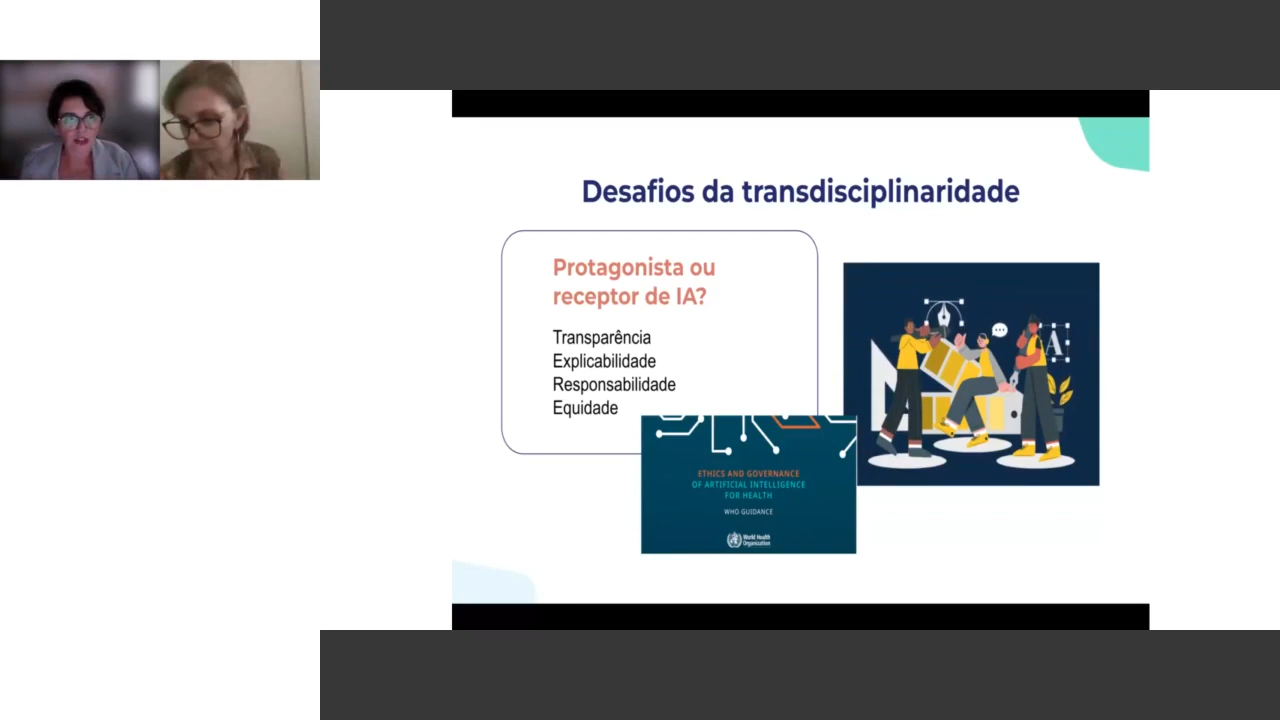 Desafios da transdisciplinaridade
Protagonista ou
receptor de IA?
Transparência
Explicabilidade
Responsabilidade
Equidade
A
ETHICS AND GOVERNANCE
OF ARTIFICIAL INTELLIGENCE
FOR HEALTH
WHO GUIDANCE
World Health
Organization